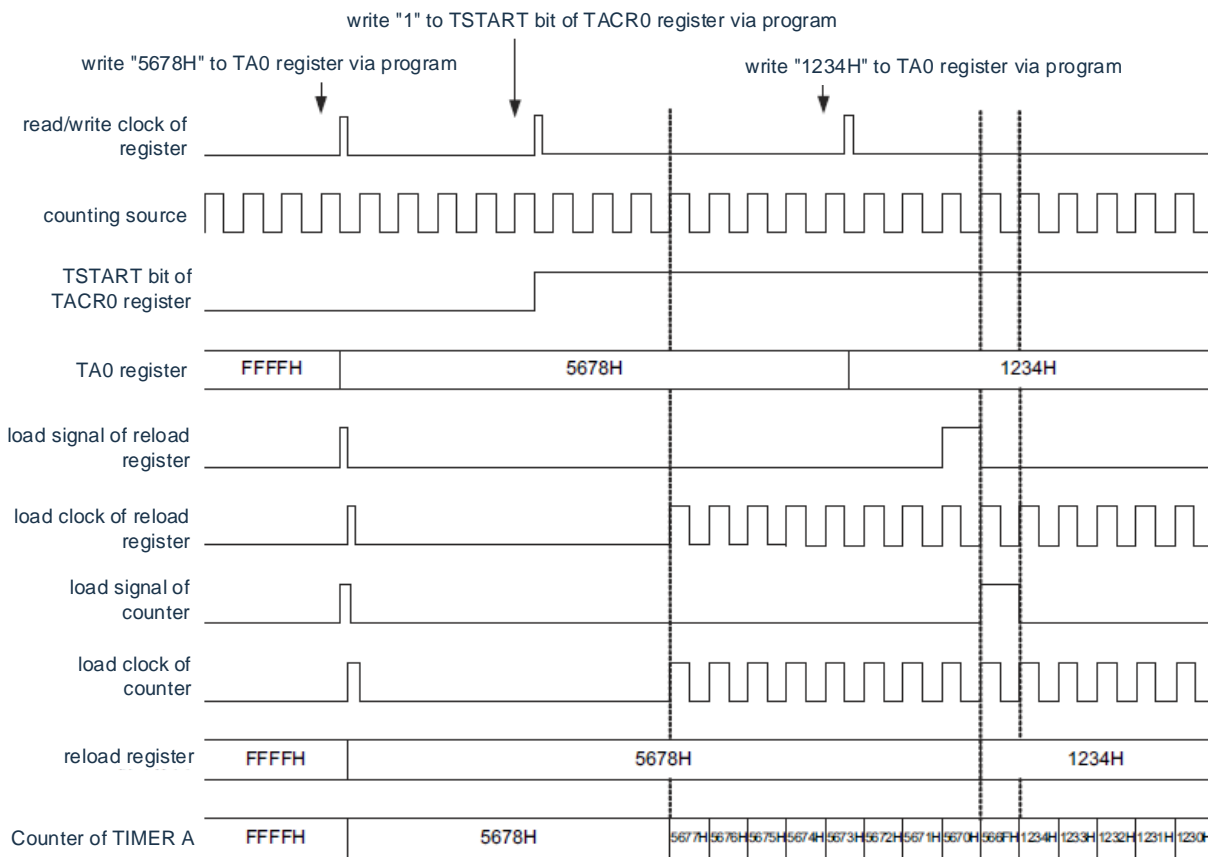 write "1" to TSTART bit of TACR0 register via program
write "5678H" to TA0 register via program
write "1234H" to TA0 register via program
read/write clock of
register
counting source
TSTART bit of
TACR0 register
TA0 register FFFFH 5678H 1234H
load signal of reload
register
load clock of reload
register
load signal of
counter
load clock of
counter
reload register FFFFH 5678H 1234H
Counter of TIMER A FFFFH 5678H 5677H 5676H 5675H 5674H 5673H 5672H 5671H 5670H 566FH 1234H 1233H 1232H 1231H 1230H